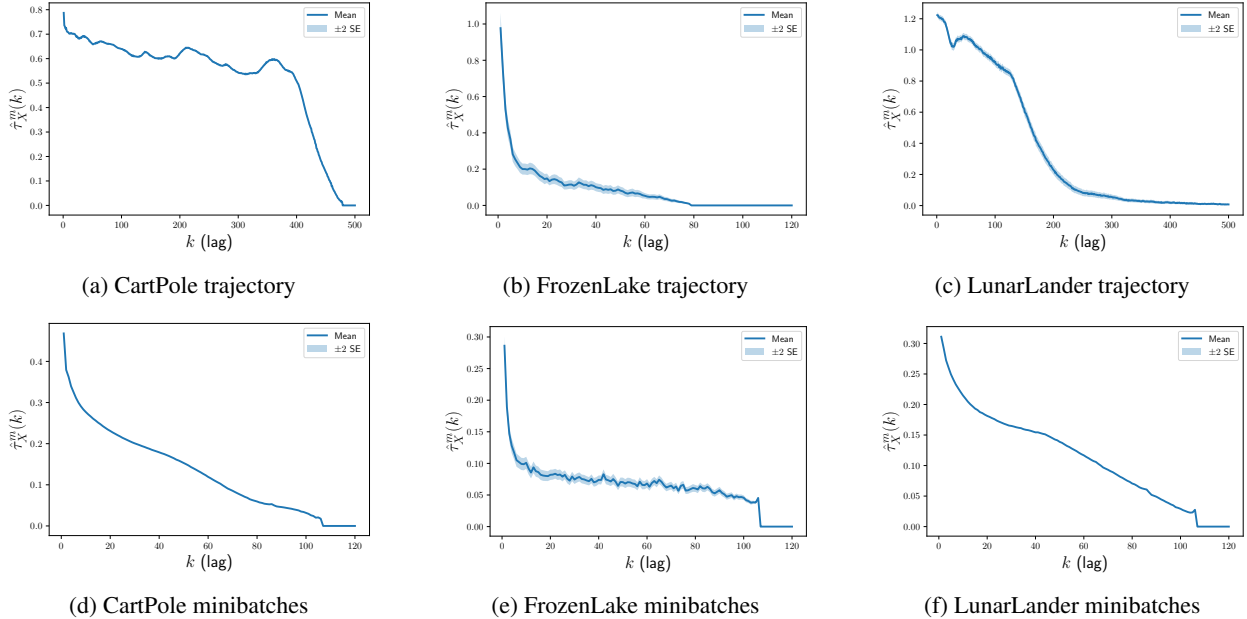 0.8
0.7
0.6
0.5
0.4
0.3
0.2
0.1
0.0
0 100 200 300 400 500
k (lag)
τ̂_X^m(k)
Mean
±2 SE
(a) CartPole trajectory
1.0
0.8
0.6
0.4
0.2
0.0
0 20 40 60 80 100 120
k (lag)
τ̂_X^m(k)
Mean
±2 SE
(b) FrozenLake trajectory
1.2
1.0
0.8
0.6
0.4
0.2
0.0
0 100 200 300 400 500
k (lag)
τ̂_X^m(k)
Mean
±2 SE
(c) LunarLander trajectory
0.4
0.3
0.2
0.1
0.0
0 20 40 60 80 100 120
k (lag)
τ̂_X^m(k)
Mean
±2 SE
(d) CartPole minibatches
0.30
0.25
0.20
0.15
0.10
0.05
0.00
0 20 40 60 80 100 120
k (lag)
τ̂_X^m(k)
Mean
±2 SE
(e) FrozenLake minibatches
0.30
0.25
0.20
0.15
0.10
0.05
0.00
0 20 40 60 80 100 120
k (lag)
τ̂_X^m(k)
Mean
±2 SE
(f) LunarLander minibatches